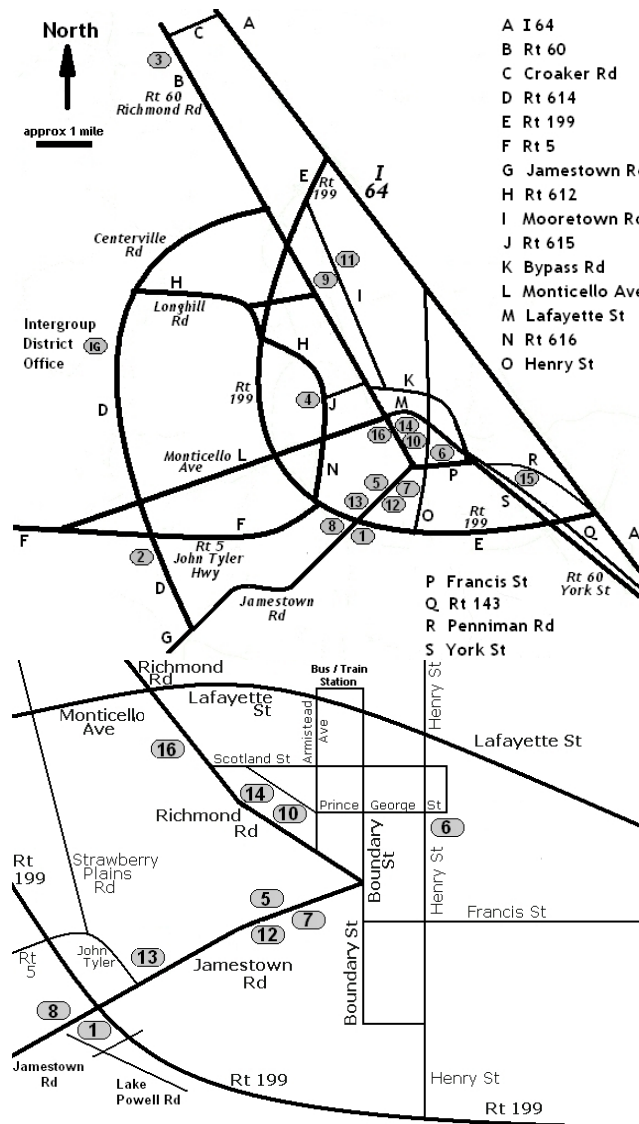 North
approx 1 mile
A I 64
B Rt 60
C Croaker Rd
D Rt 614
E Rt 199
F Rt 5
G Jamestown Rd
H Rt 612
I Mooretown Rd
J Rt 615
K Bypass Rd
L Monticello Ave
M Lafayette St
N Rt 616
O Henry St
A
C
3
B
Rt 60
Richmond Rd
E
Rt
199
I
64
Centerville
Rd
11
9
H
I
Longhill
Rd
Intergroup
District
Office
IG
H
K
Rt
199
D
4
J
M
14
16
10
Monticello
Ave
L
6
R
P
15
N
5
7
S
13
12
F
F
8
1
O
Rt
199
E
Q
A
Rt 5
John Tyler
Hwy
2
D
Rt 60
York St
Jamestown
Rd
G
P Francis St
Q Rt 143
R Penniman Rd
S York St
Richmond
Rd
Bus / Train
Station
Henry St
Lafayette
St
Monticello
Ave
Armistead
Ave
Lafayette St
16
Scotland St
14
10
Richmond
Rd
Prince George St
6
Boundary
St
Rt
199
Strawberry
Plains
Rd
Henry St
5
7
12
Francis St
Boundary St
Rt
5
John
Tyler
13
Jamestown
Rd
8
1
Jamestown
Rd
Lake
Powell Rd
Rt 199
Henry St
Rt 199